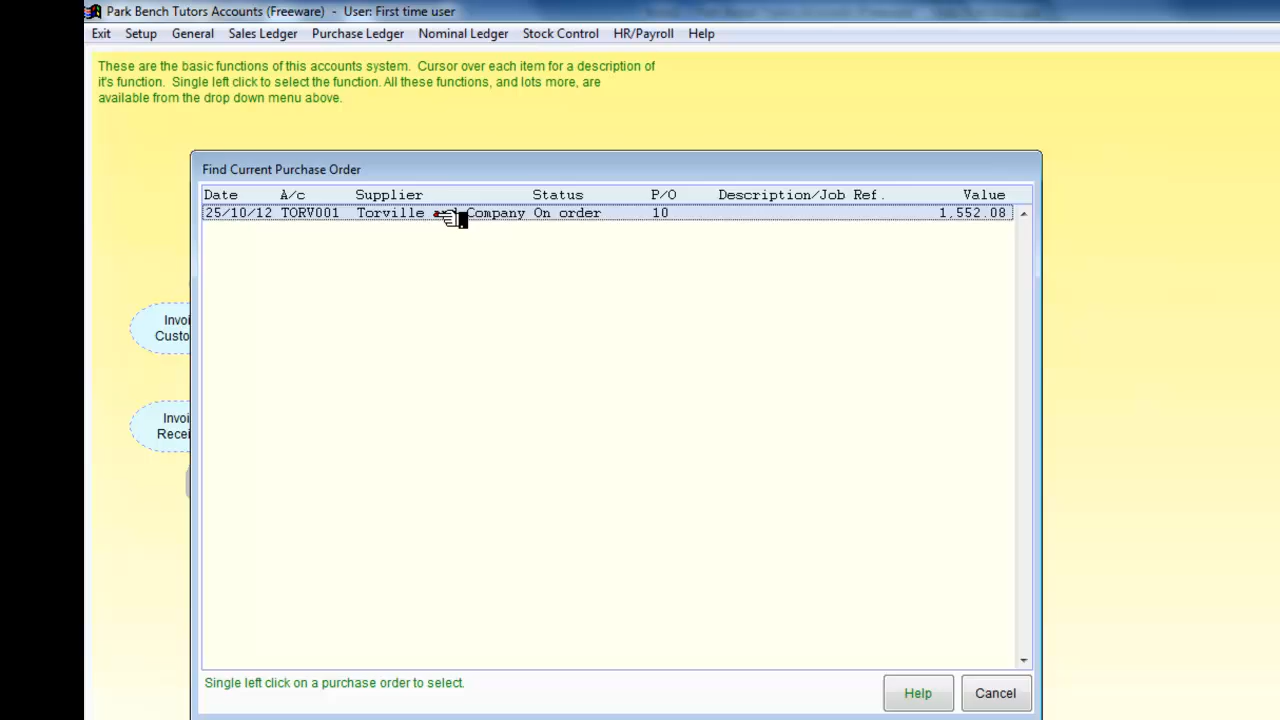 Park Bench Tutors Accounts (Freeware)  -  User: First time user
Exit Setup General Sales Ledger Purchase Ledger Nominal Ledger Stock Control HR/Payroll Help
These are the basic functions of this accounts system.  Cursor over each item for a description of
it's function.  Single left click to select the function. All these functions, and lots more, are
available from the drop down menu above.
Find Current Purchase Order
Date A/c Supplier Status P/O Description/Job Ref. Value
25/10/12 TORV001 Torville Company On order 10 1,552.08
Invoi
Custo
Invoi
Recei
Single left click on a purchase order to select.
Help Cancel